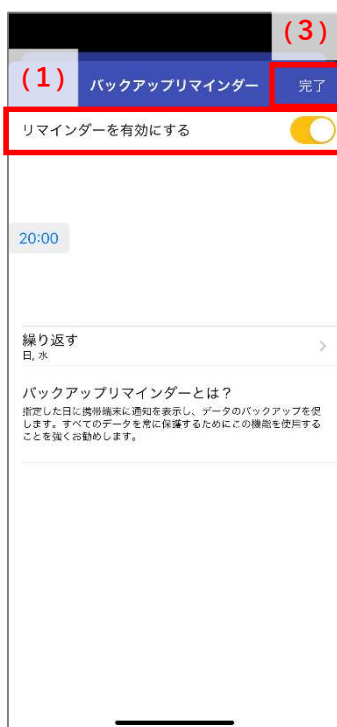 (3)
(1)
バックアップリマインダー
完了
リマインダーを有効にする
20:00
繰り返す
日, 水
バックアップリマインダーとは？
指定した日に携帯端末に通知を表示し、データのバックアップを促
します。すべてのデータを常に保護するためにこの機能を使用する
ことを強くお勧めします。